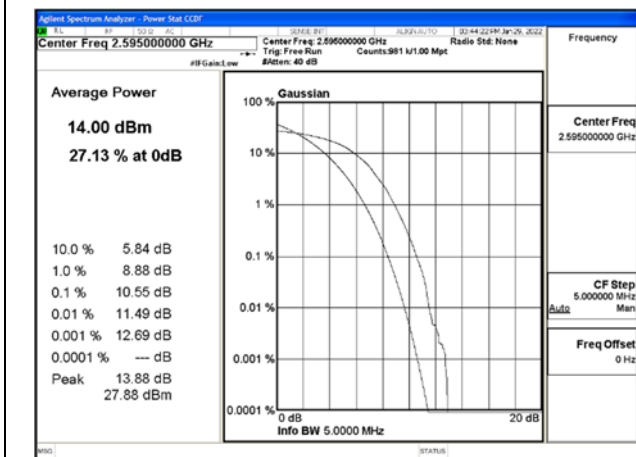 Agilent Spectrum Analyzer - Power Stat CCDF
RL RF 50 Ω AC SENSE:INT ALIGN AUTO 03:44:22 PM Jan 29, 2022
Center Freq 2.595000000 GHz
Center Freq: 2.595000000 GHz Radio Std: None
Trig: Free Run Counts:981 k/1.00 Mpt
#IFGain:Low #Atten: 40 dB
Frequency
Average Power
14.00 dBm
27.13 % at 0dB
10.0 % 5.84 dB
1.0 % 8.88 dB
0.1 % 10.55 dB
0.01 % 11.49 dB
0.001 % 12.69 dB
0.0001 % --- dB
Peak 13.88 dB
27.88 dBm
Gaussian
100 %
10 %
1 %
0.1 %
0.01 %
0.001 %
0.0001 %
0 dB 20 dB
Info BW 5.0000 MHz
Center Freq
2.595000000 GHz
CF Step
5.000000 MHz
Auto Man
Freq Offset
0 Hz
MSG STATUS